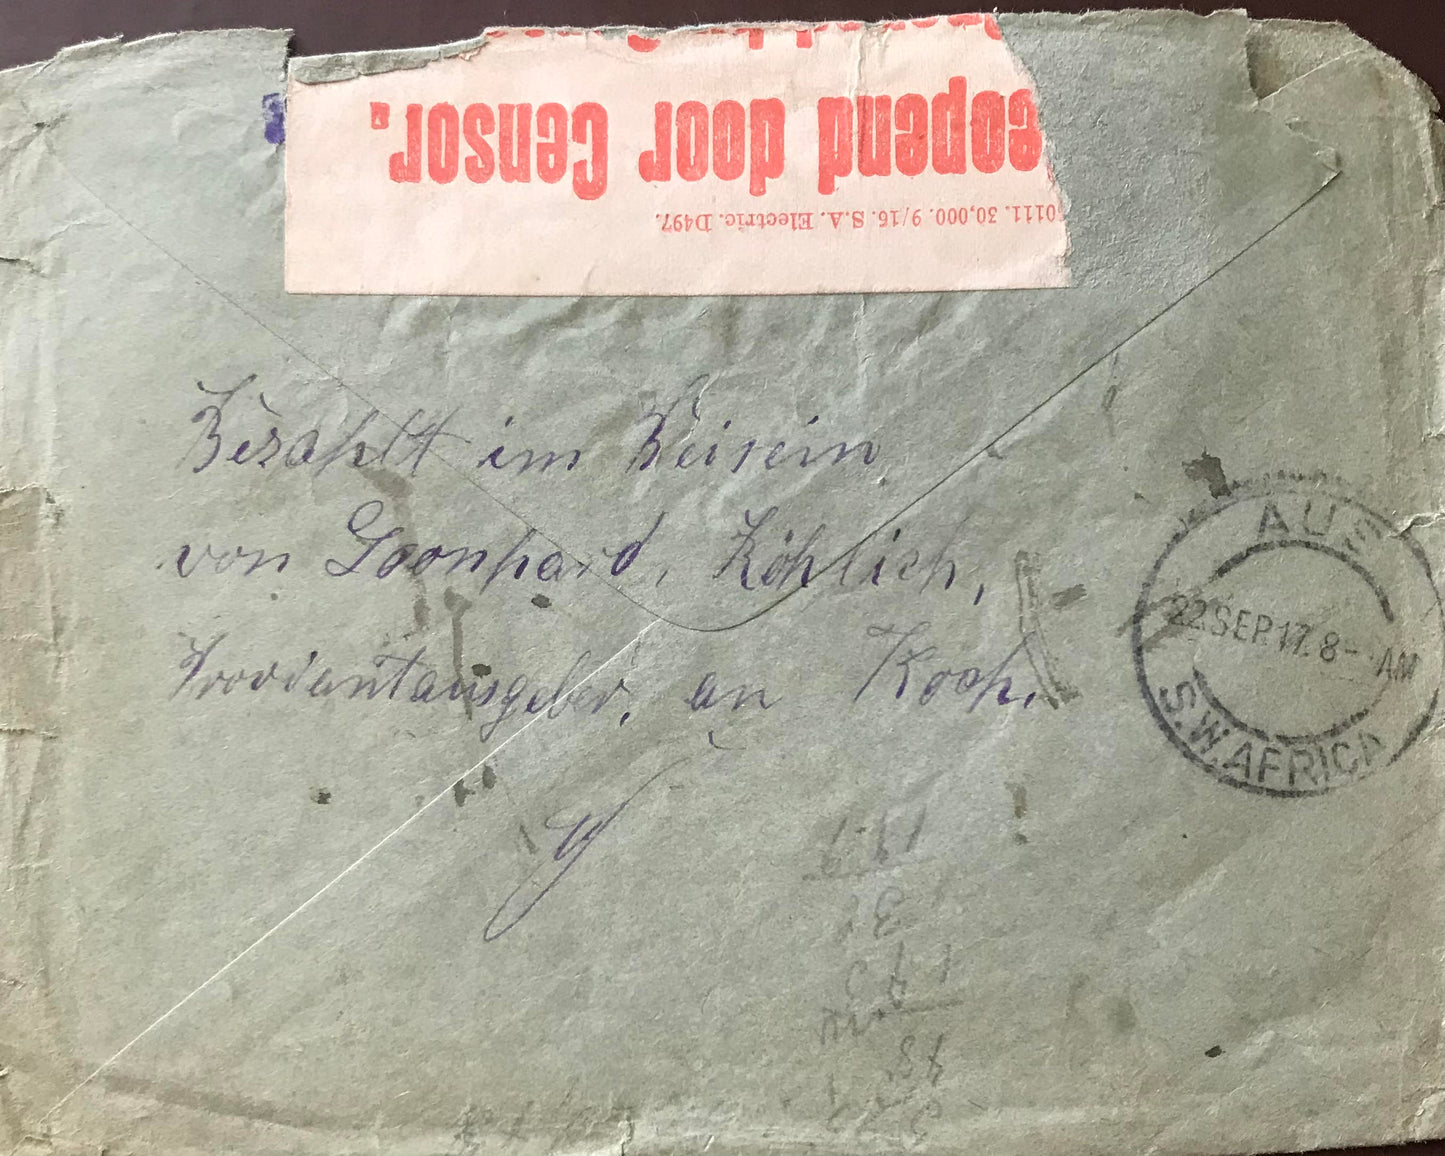 eopend door Censor.
0111. 30,000. 9/16. S.A. Electric. D497.
Bezahlt im Beisein
von Leonhard, Köhlich,
Proviantausgeber, an Koch.
AUS
22 SEP 17. 8- AM
S.W. AFRICA